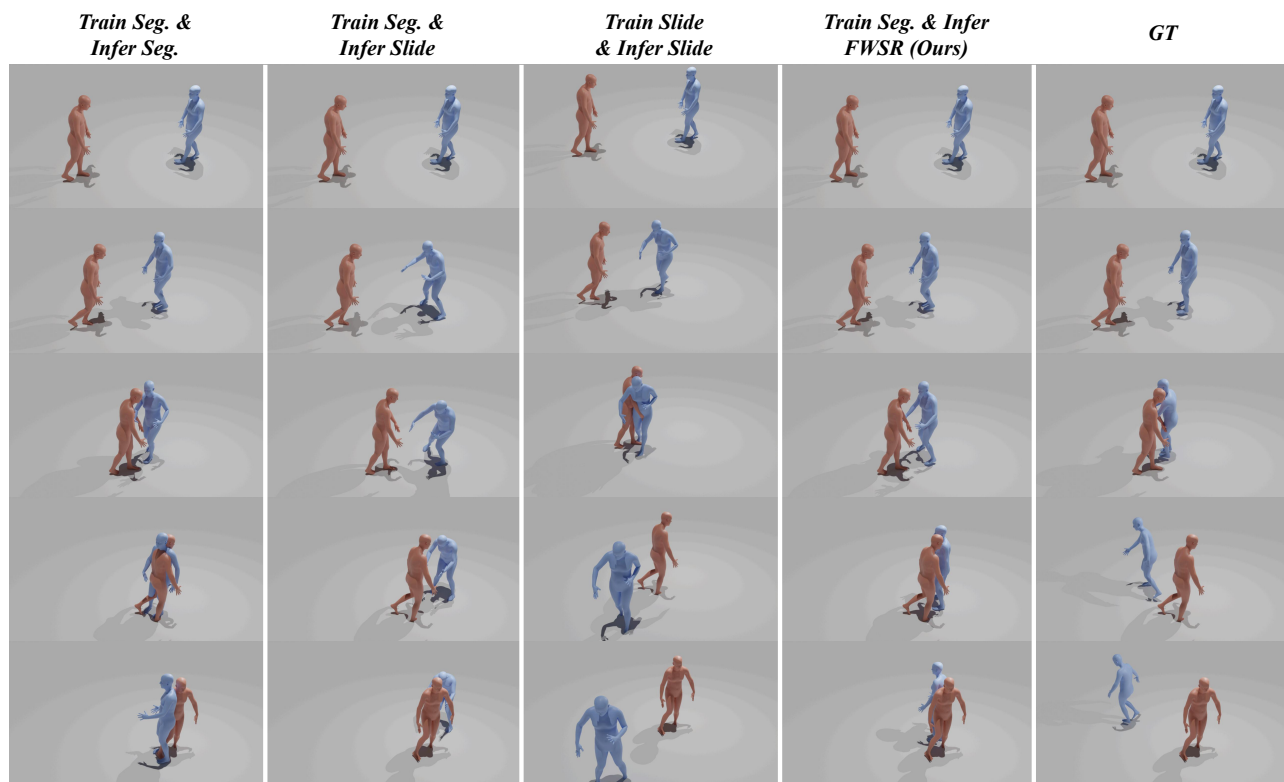 Train Seg. &
Infer Seg.
Train Seg. &
Infer Slide
Train Slide
& Infer Slide
Train Seg. & Infer
FWSR (Ours)
GT